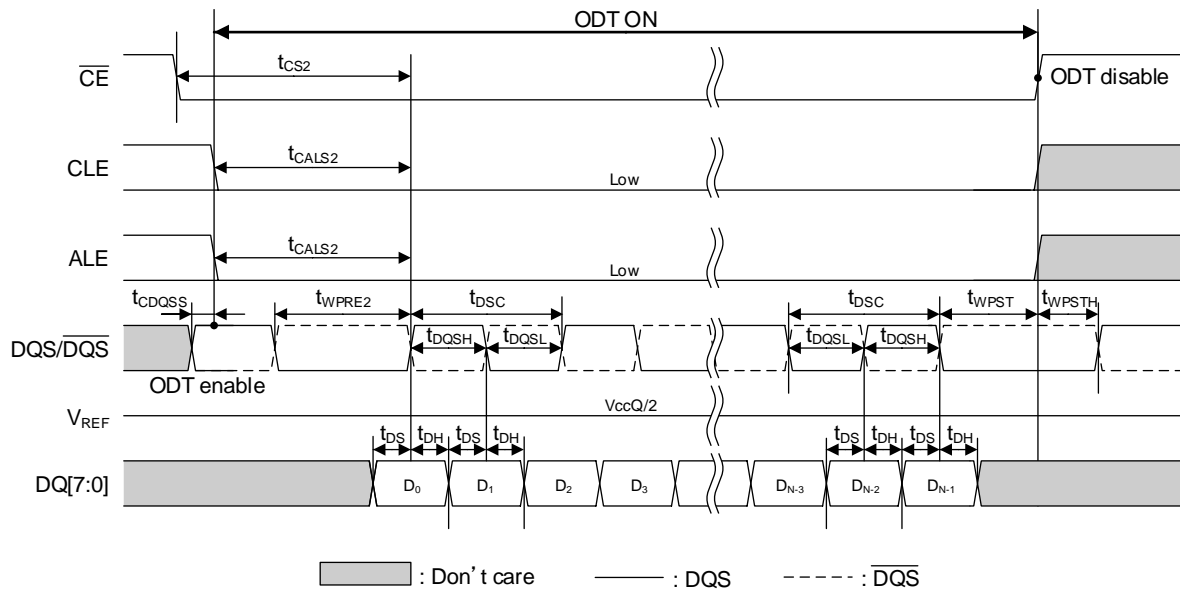 ODT ON
CE
tCS2
ODT disable
CLE
tCALS2
Low
ALE
tCALS2
Low
tCDQSS
tWPRE2
tDSC
tDSC
tWPST
tWPSTH
DQS/DQS
tDQSH
tDQSL
tDQSL
tDQSH
ODT enable
VREF
VccQ/2
tDS
tDH
tDS
tDH
tDS
tDH
tDS
tDH
DQ[7:0]
D0
D1
D2
D3
DN-3
DN-2
DN-1
: Don't care
: DQS
: DQS